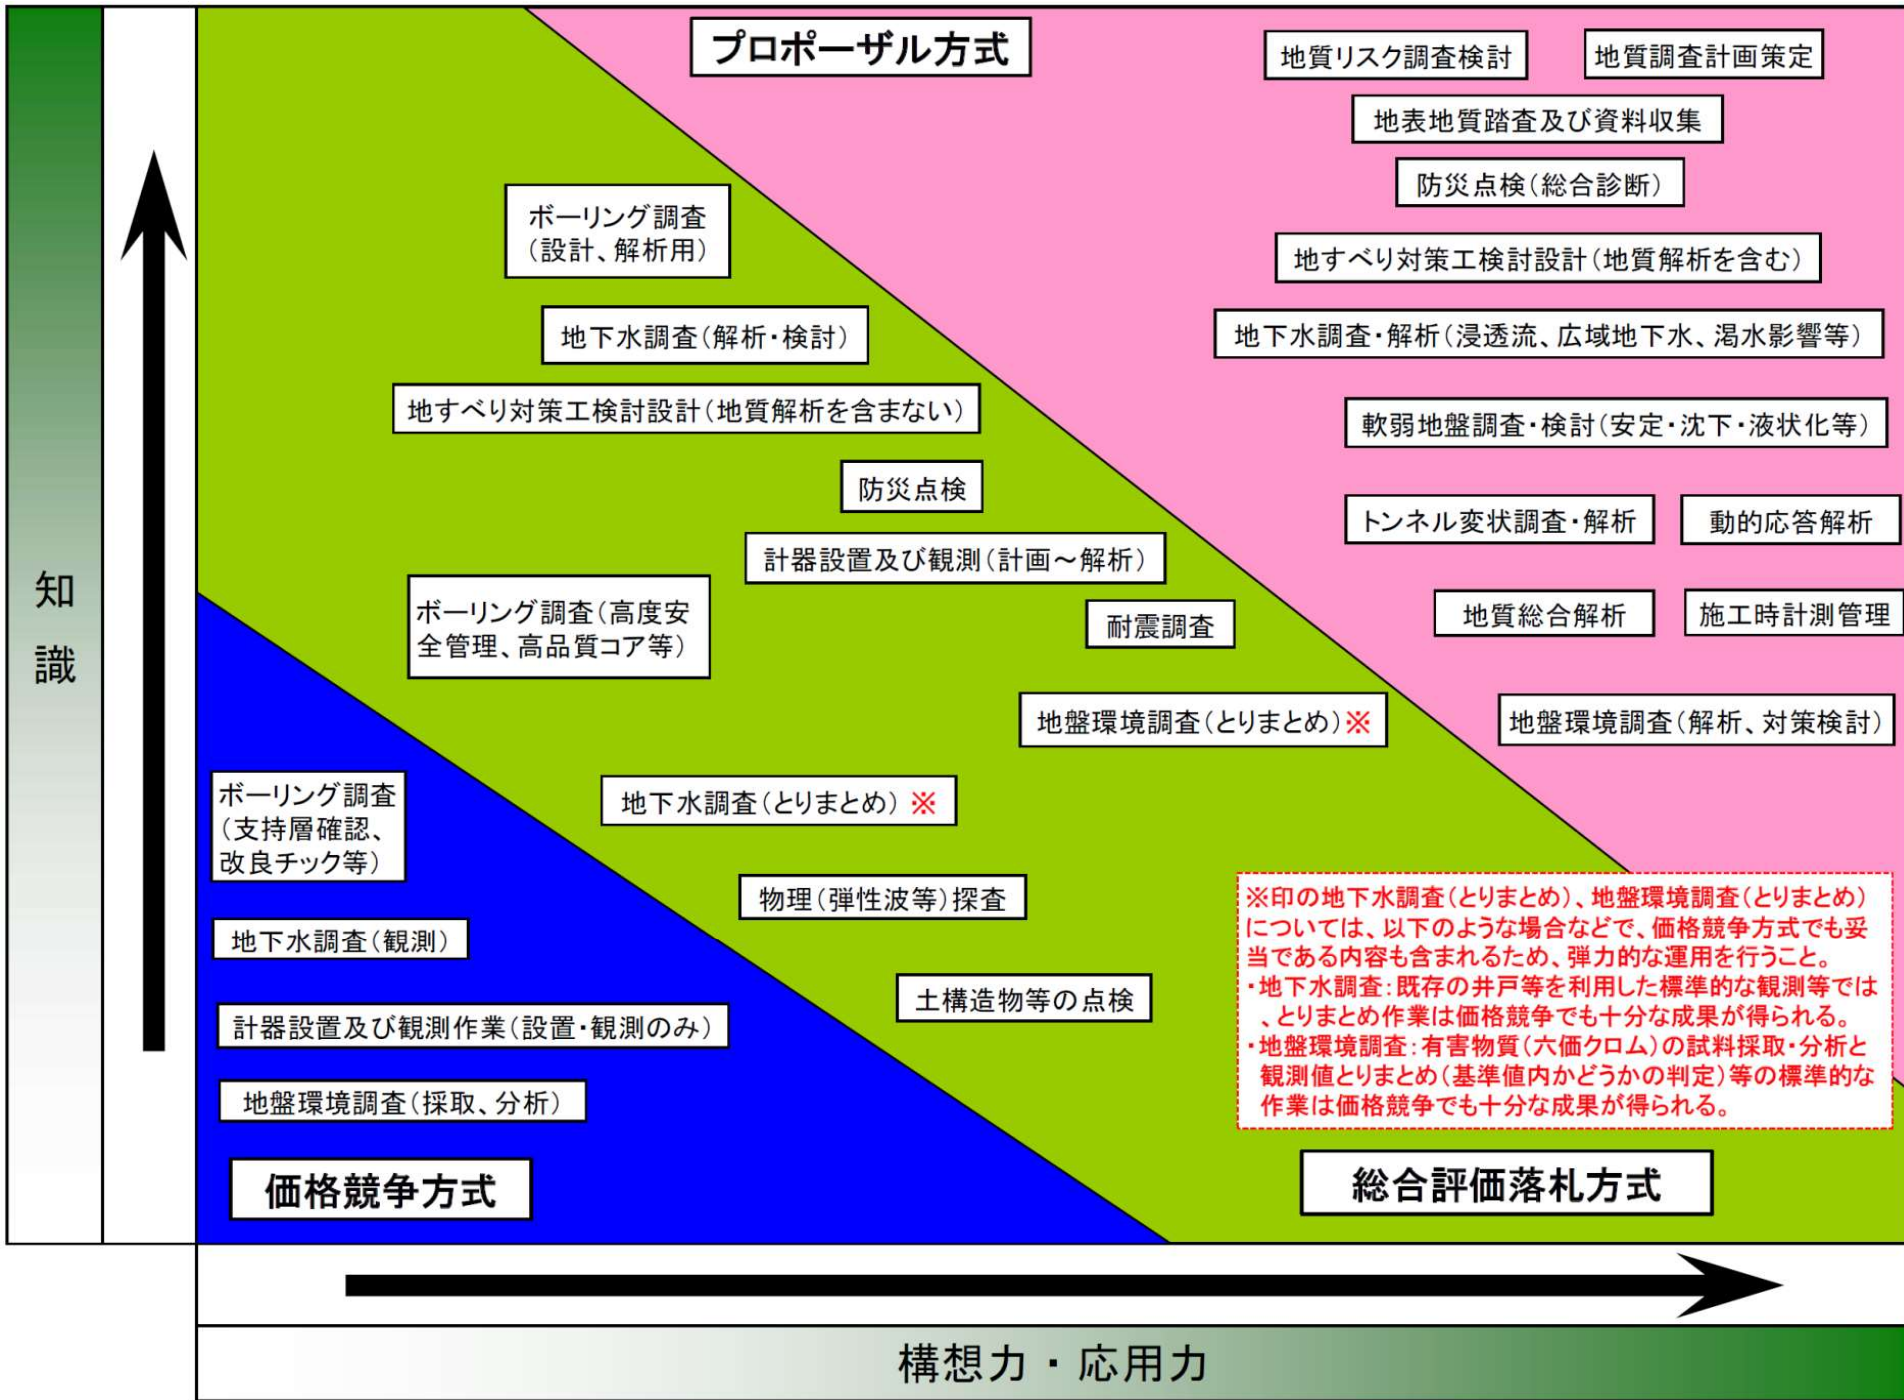 プロポーザル方式
地質リスク調査検討
地質調査計画策定
地表地質踏査及び資料収集
防災点検(総合診断)
地すべり対策工検討設計(地質解析を含む)
地下水調査・解析(浸透流、広域地下水、渇水影響等)
軟弱地盤調査・検討(安定・沈下・液状化等)
トンネル変状調査・解析
動的応答解析
地質総合解析
施工時計測管理
地盤環境調査(解析、対策検討)
ボーリング調査
(設計、解析用)
地下水調査(解析・検討)
地すべり対策工検討設計(地質解析を含まない)
防災点検
計器設置及び観測(計画～解析)
ボーリング調査(高度安
全管理、高品質コア等)
耐震調査
地盤環境調査(とりまとめ)※
地下水調査(とりまとめ)※
物理(弾性波等)探査
土構造物等の点検
※印の地下水調査(とりまとめ)、地盤環境調査(とりまとめ)
については、以下のような場合などで、価格競争方式でも妥
当である内容も含まれるため、弾力的な運用を行うこと。
・地下水調査:既存の井戸等を利用した標準的な観測等では
、とりまとめ作業は価格競争でも十分な成果が得られる。
・地盤環境調査:有害物質(六価クロム)の試料採取・分析と
観測値とりまとめ(基準値内かどうかの判定)等の標準的な
作業は価格競争でも十分な成果が得られる。
総合評価落札方式
ボーリング調査
(支持層確認、
改良チック等)
地下水調査(観測)
計器設置及び観測作業(設置・観測のみ)
地盤環境調査(採取、分析)
価格競争方式
知識
構想力・応用力